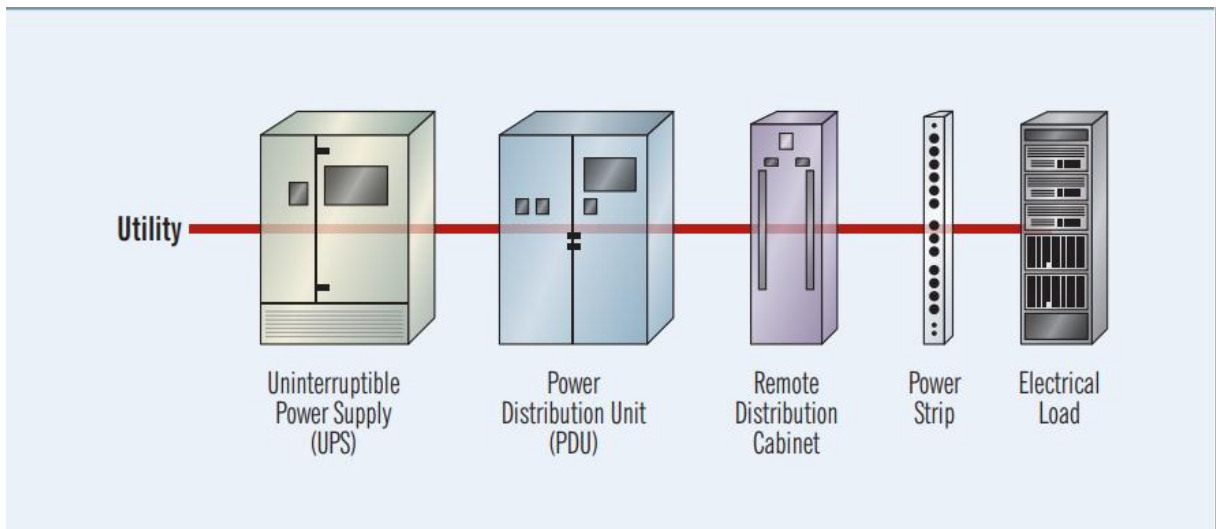 Utility
Uninterruptible
Power Supply
(UPS)
Power
Distribution Unit
(PDU)
Remote
Distribution
Cabinet
Power
Strip
Electrical
Load